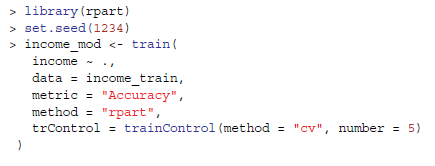 > library(rpart)
> set.seed(1234)
> income_mod <- train(
income ~ .,
data = income_train,
metric = "Accuracy",
method = "rpart",
trControl = trainControl(method = "cv", number = 5)
)